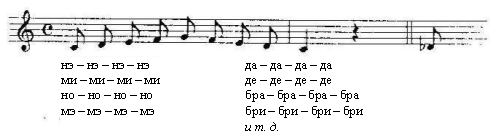 нэ – нэ – нэ – нэ
ми – ми – ми – ми
но – но – но – но
мэ – мэ – мэ – мэ
да – да – да – да
де – де – де – де
бра – бра – бра – бра
бри – бри – бри – бри
и т. д.